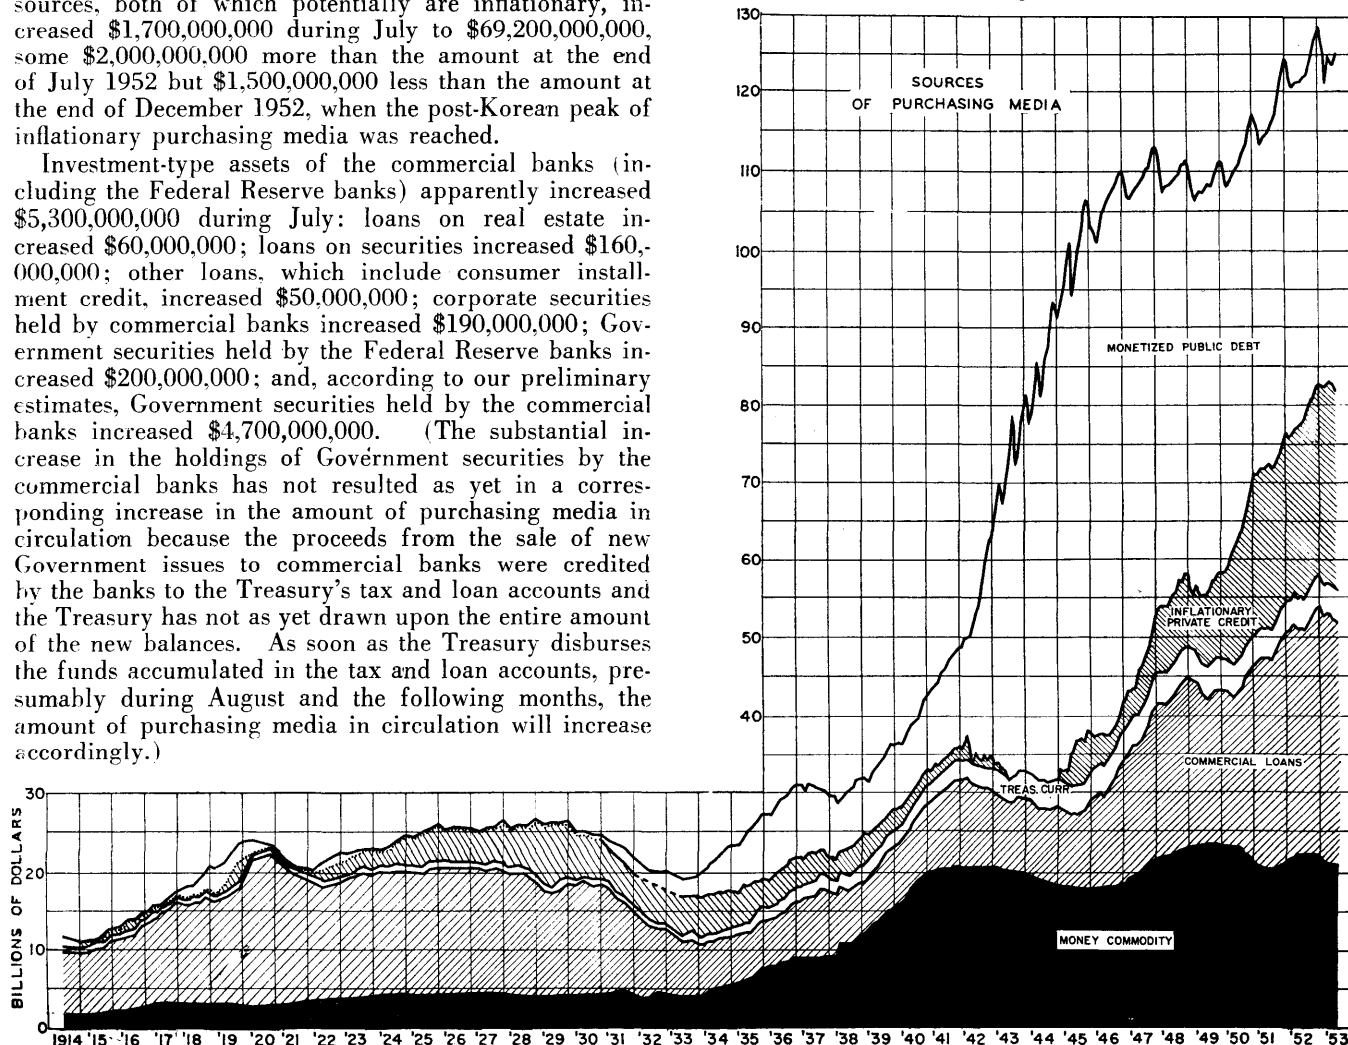 sources, both of which potentially are inflationary, in-
creased $1,700,000,000 during July to $69,200,000,000,
some $2,000,000,000 more than the amount at the end
of July 1952 but $1,500,000,000 less than the amount at
the end of December 1952, when the post-Korean peak of
inflationary purchasing media was reached.
Investment-type assets of the commercial banks (in-
cluding the Federal Reserve banks) apparently increased
$5,300,000,000 during July: loans on real estate in-
creased $60,000,000; loans on securities increased $160,-
000,000; other loans, which include consumer install-
ment credit, increased $50,000,000; corporate securities
held by commercial banks increased $190,000,000; Gov-
ernment securities held by the Federal Reserve banks in-
creased $200,000,000; and, according to our preliminary
estimates, Government securities held by the commercial
banks increased $4,700,000,000. (The substantial in-
crease in the holdings of Government securities by the
commercial banks has not resulted as yet in a corres-
ponding increase in the amount of purchasing media in
circulation because the proceeds from the sale of new
Government issues to commercial banks were credited
by the banks to the Treasury's tax and loan accounts and
the Treasury has not as yet drawn upon the entire amount
of the new balances. As soon as the Treasury disburses
the funds accumulated in the tax and loan accounts, pre-
sumably during August and the following months, the
amount of purchasing media in circulation will increase
accordingly.)
130
120
110
100
90
80
70
60
50
40
SOURCES
OF PURCHASING MEDIA
MONETIZED PUBLIC DEBT
INFLATIONARY
PRIVATE CREDIT
COMMERCIAL LOANS
TREAS. CURR.
MONEY COMMODITY
BILLIONS OF DOLLARS
30
20
10
0
1914 '15 '16 '17 '18 '19 '20 '21 '22 '23 '24 '25 '26 '27 '28 '29 '30 '31 '32 '33 '34 '35 '36 '37 '38 '39 '40 '41 '42 '43 '44 '45 '46 '47 '48 '49 '50 '51 '52 '53